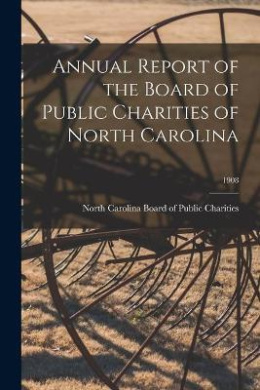 Annual Report of
the Board of
Public Charities of
North Carolina
1908
North Carolina Board of Public Charities